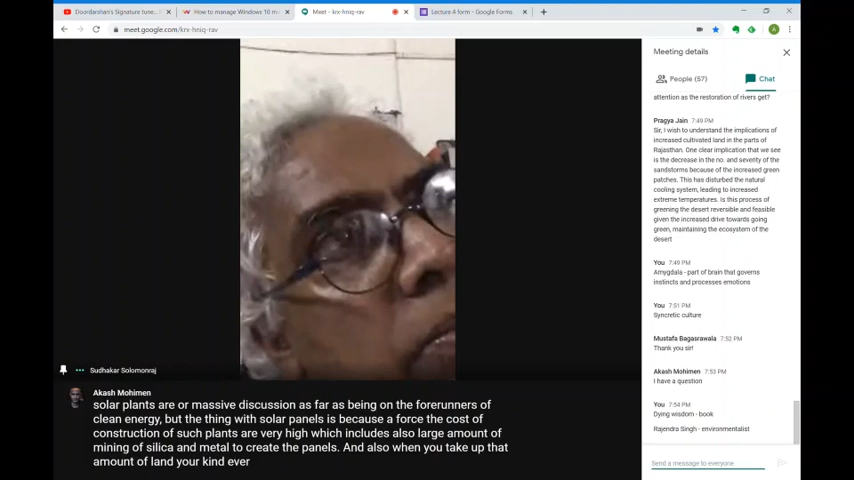 Doordarshan's Signature tune...
How to manage Windows 10 n
Meet - krx-hniq-rav
Lecture 4 form - Google Forms
meet.google.com/krx-hniq-rav
A
Sudhakar Solomonraj
Akash Mohimen
solar plants are or massive discussion as far as being on the forerunners of
clean energy, but the thing with solar panels is because a force the cost of
construction of such plants are very high which includes also large amount of
mining of silica and metal to create the panels. And also when you take up that
amount of land your kind ever
Meeting details
People (57)
Chat
attention as the restoration of rivers get?
Pragya Jain 7:49 PM
Sir, I wish to understand the implications of
increased cultivated land in the parts of
Rajasthan. One clear implication that we see
is the decrease in the no. and severity of the
sandstorms because of the increased green
patches. This has disturbed the natural
cooling system, leading to increased
extreme temperatures. Is this process of
greening the desert reversible and feasible
given the increased drive towards going
green, maintaining the ecosystem of the
desert
You 7:49 PM
Amygdala - part of brain that governs
instincts and processes emotions
You 7:51 PM
Syncretic culture
Mustafa Bagasrawala 7:52 PM
Thank you sir!
Akash Mohimen 7:53 PM
I have a question
You 7:54 PM
Dying wisdom - book
Rajendra Singh - environmentalist
Send a message to everyone